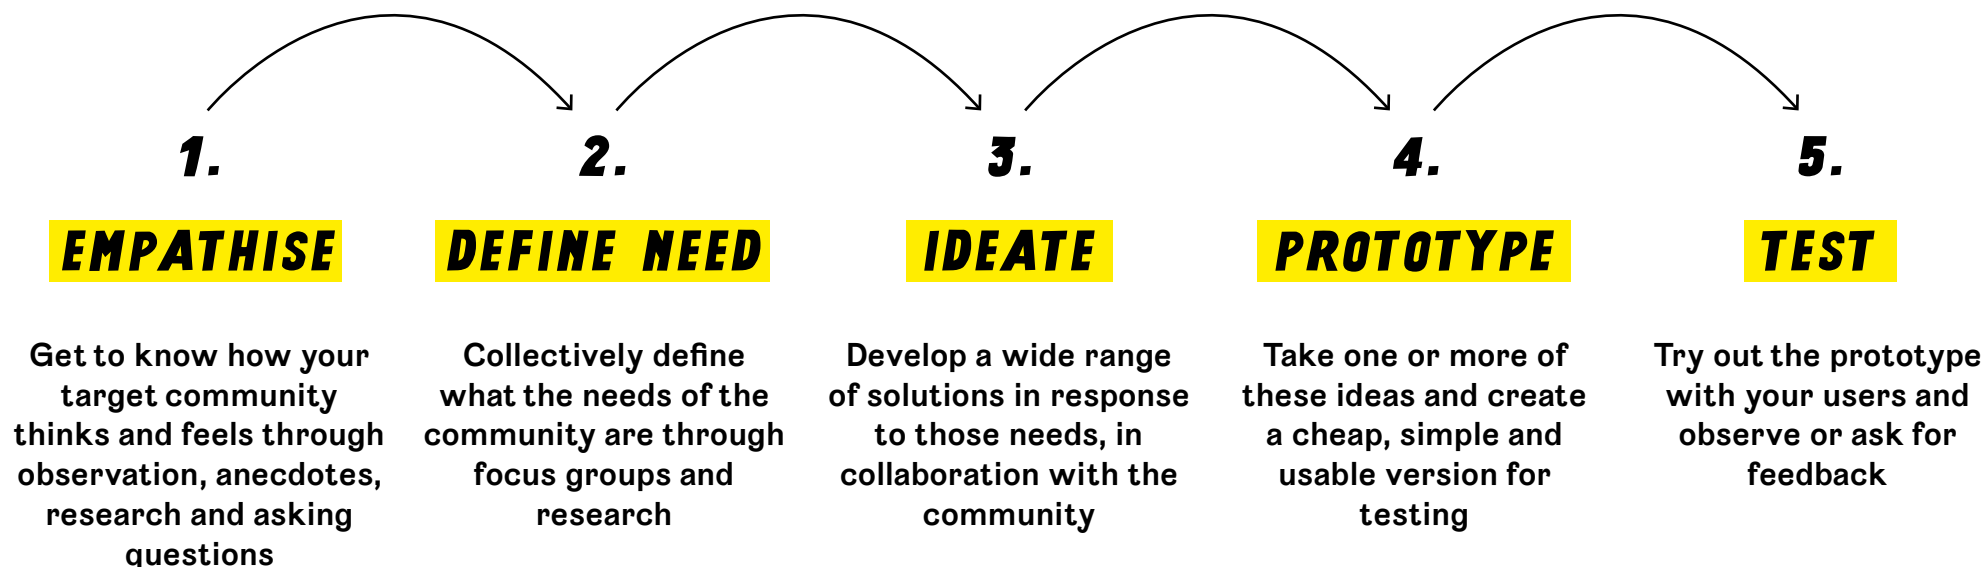 1.
EMPATHISE
Get to know how your
target community
thinks and feels through
observation, anecdotes,
research and asking
questions
2.
DEFINE NEED
Collectively define
what the needs of the
community are through
focus groups and
research
3.
IDEATE
Develop a wide range
of solutions in response
to those needs, in
collaboration with the
community
4.
PROTOTYPE
Take one or more of
these ideas and create
a cheap, simple and
usable version for
testing
5.
TEST
Try out the prototype
with your users and
observe or ask for
feedback